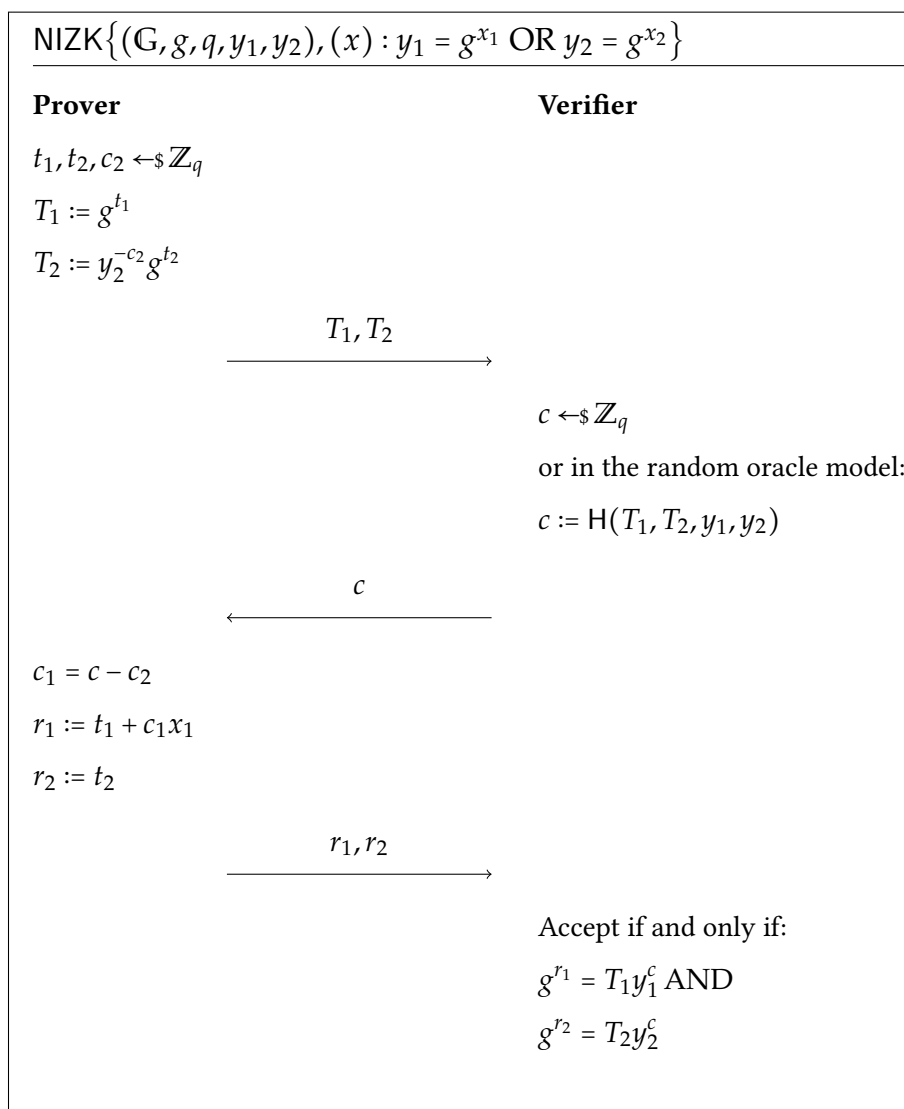 NIZK{(𝔾, g, q, y₁, y₂), (x) : y₁ = g^{x₁} OR y₂ = g^{x₂}}
Prover
Verifier
t₁, t₂, c₂ ←$ ℤ_q
T₁ := g^{t₁}
T₂ := y₂^{−c₂} g^{t₂}
T₁, T₂
c ←$ ℤ_q
or in the random oracle model:
c := H(T₁, T₂, y₁, y₂)
c
c₁ = c − c₂
r₁ := t₁ + c₁x₁
r₂ := t₂
r₁, r₂
Accept if and only if:
g^{r₁} = T₁y₁^c AND
g^{r₂} = T₂y₂^c